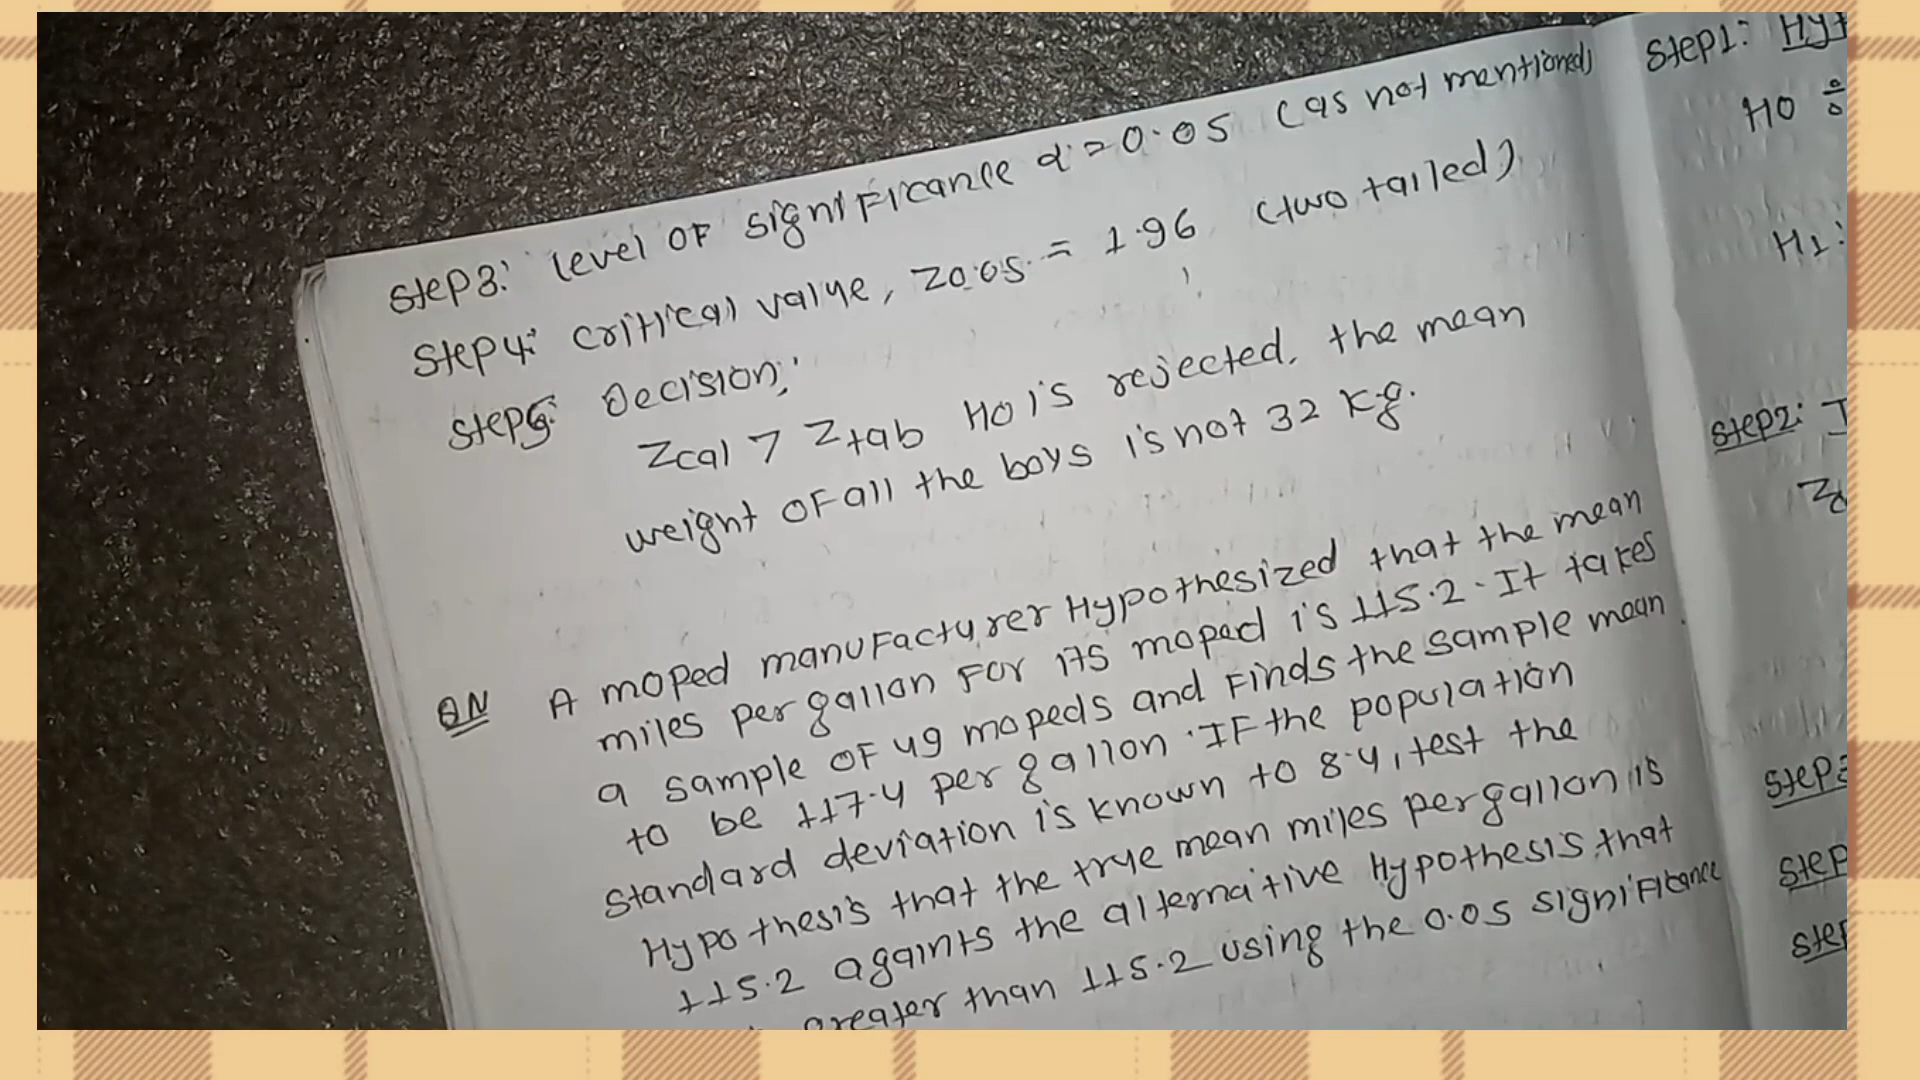 Step3: level OF significance α = 0.05 (as not mentioned)
Step4: critical value, Z0.05 = 1.96 (two tailed)
Step5: Decision:
Zcal > Ztab H0 is rejected. the mean
weight OF all the boys is not 32 kg.
QN A moped manufacturer Hypothesized that the mean
miles per gallon For its moped is 115.2. It takes
a sample OF 49 mopeds and Finds the sample mean
to be 117.4 per gallon. IF the population
standard deviation is known to 8.4, test the
Hypothesis that the true mean miles per gallon is
115.2 againts the alternative Hypothesis that
greater than 115.2 using the 0.05 significance
Step1: Hy
H0 :
H1:
Step2:
Step
Step